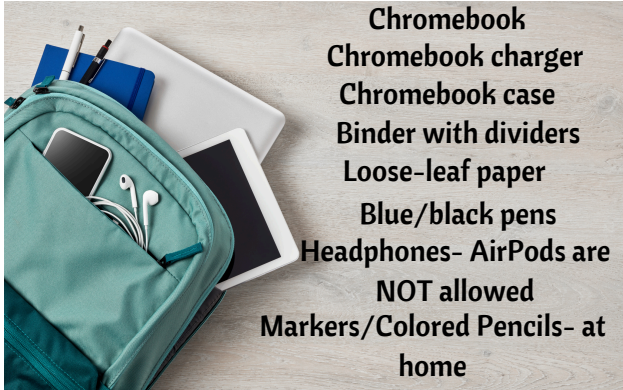 Chromebook
Chromebook charger
Chromebook case
Binder with dividers
Loose-leaf paper
Blue/black pens
Headphones- AirPods are
NOT allowed
Markers/Colored Pencils- at
home